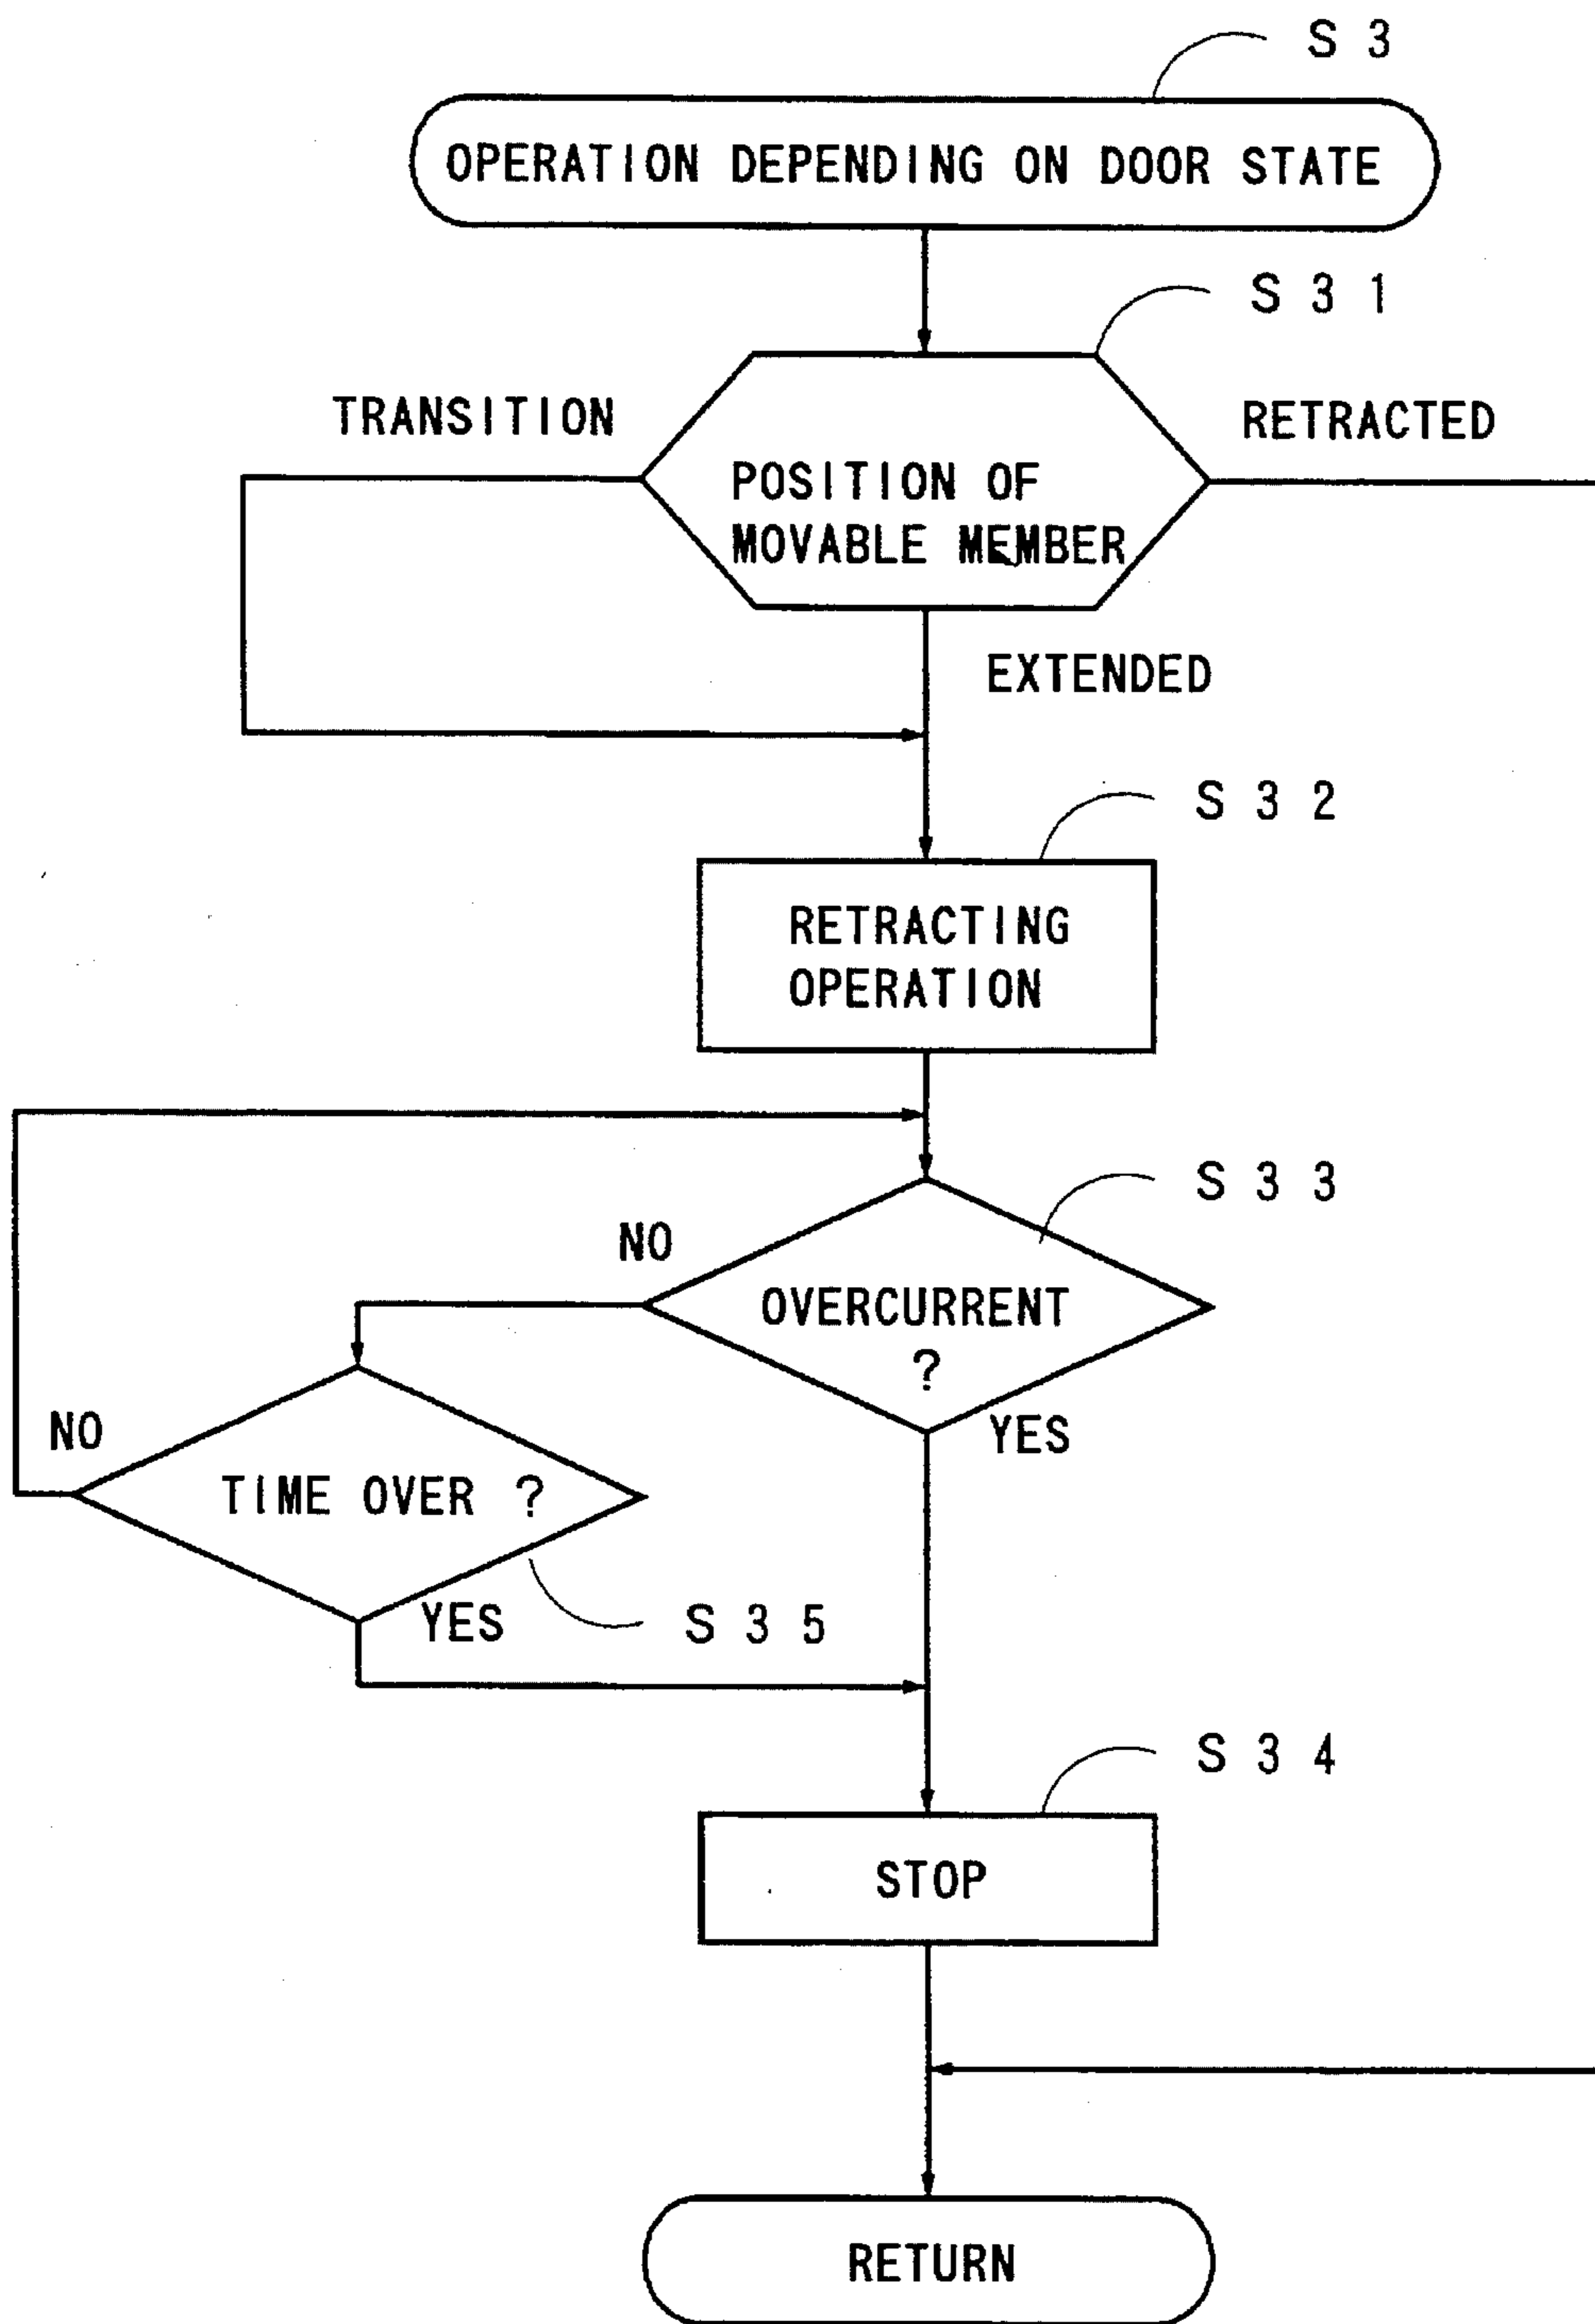 S 3
OPERATION DEPENDING ON DOOR STATE
S 3 1
TRANSITION
RETRACTED
POSITION OF
MOVABLE MEMBER
EXTENDED
S 3 2
RETRACTING
OPERATION
S 3 3
NO
OVERCURRENT
?
YES
NO
TIME OVER ?
YES
S 3 5
S 3 4
STOP
RETURN